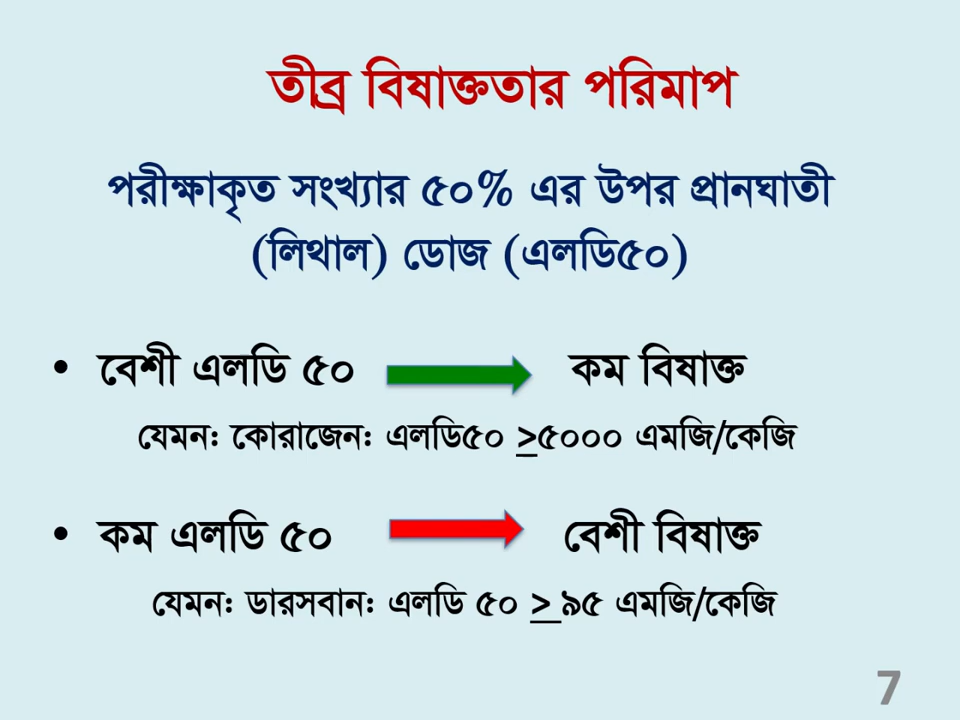 তীব্র বিষাক্ততার পরিমাপ
পরীক্ষাকৃত সংখ্যার ৫০% এর উপর প্রানঘাতী
(লিথাল) ডোজ (এলডি৫০)
• বেশী এলডি ৫০ কম বিষাক্ত
যেমন: কোরাজেন: এলডি৫০ >৫০০০ এমজি/কেজি
• কম এলডি ৫০ বেশী বিষাক্ত
যেমন: ডারসবান: এলডি ৫০ > ৯৫ এমজি/কেজি
7